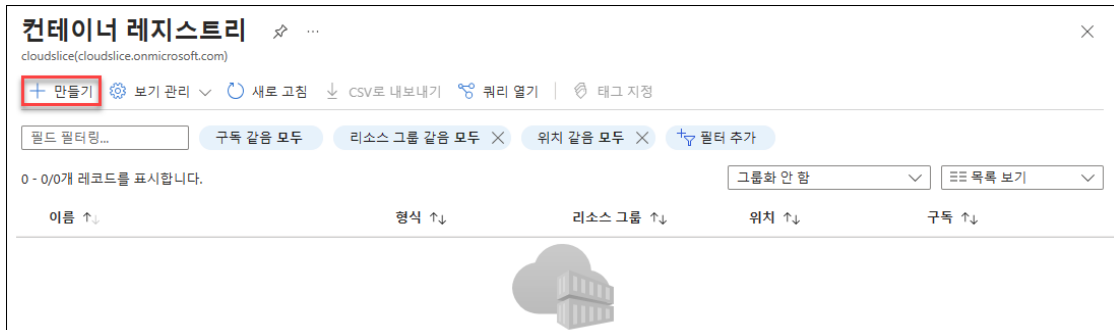 컨테이너 레지스트리
cloudslice(cloudslice.onmicrosoft.com)
만들기 보기 관리 새로 고침 CSV로 내보내기 쿼리 열기 태그 지정
필드 필터링... 구독 같음 모두 리소스 그룹 같음 모두 위치 같음 모두 필터 추가
0 - 0/0개 레코드를 표시합니다. 그룹화 안 함 목록 보기
이름 ↑↓ 형식 ↑↓ 리소스 그룹 ↑↓ 위치 ↑↓ 구독 ↑↓